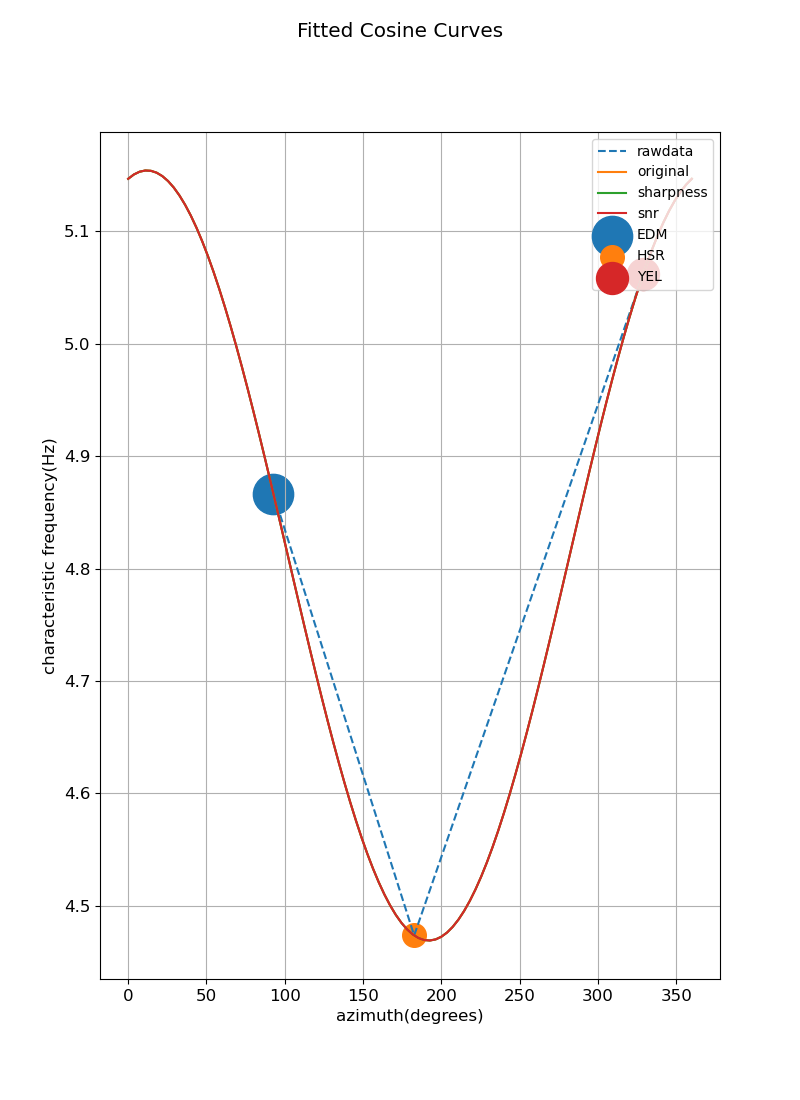 Fitted Cosine Curves
rawdata
original
sharpness
snr
EDM
HSR
YEL
characteristic frequency(Hz)
5.1
5.0
4.9
4.8
4.7
4.6
4.5
0 50 100 150 200 250 300 350
azimuth(degrees)